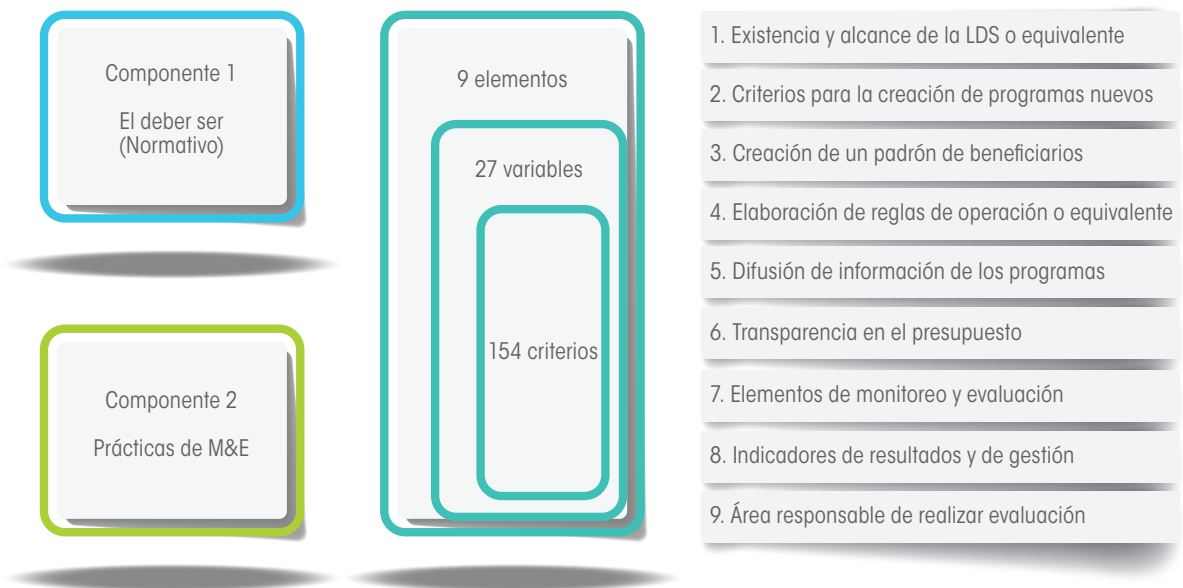 Componente 1
El deber ser
(Normativo)
Componente 2
Prácticas de M&E
9 elementos
27 variables
154 criterios
1. Existencia y alcance de la LDS o equivalente
2. Criterios para la creación de programas nuevos
3. Creación de un padrón de beneficiarios
4. Elaboración de reglas de operación o equivalente
5. Difusión de información de los programas
6. Transparencia en el presupuesto
7. Elementos de monitoreo y evaluación
8. Indicadores de resultados y de gestión
9. Área responsable de realizar evaluación